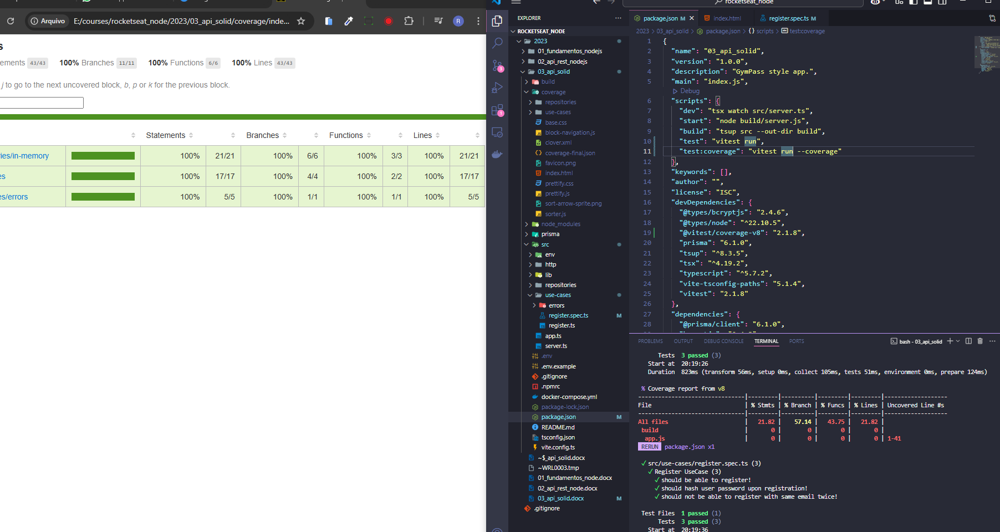 Arquivo
E:/courses/rocketseat_node/2023/03_api_solid/coverage/inde...
R
s
ements 43/43 100% Branches 11/11 100% Functions 6/6 100% Lines 43/43
j to go to the next uncovered block, b, p or k for the previous block.
Statements Branches Functions Lines
ies/in-memory 100% 21/21 100% 6/6 100% 3/3 100% 21/21
es 100% 17/17 100% 4/4 100% 2/2 100% 17/17
es/errors 100% 5/5 100% 1/1 100% 1/1 100% 5/5
rocketseat_node
3
1
EXPLORER
ROCKETSEAT_NODE
2023
01_fundamentos_nodejs
02_api_rest_nodejs
03_api_solid
build
coverage
repositories
use-cases
base.css
block-navigation.js
clover.xml
coverage-final.json
favicon.png
index.html
prettify.css
prettify.js
sort-arrow-sprite.png
sorter.js
node_modules
prisma
src
env
http
lib
repositories
use-cases
errors
register.spec.ts M
register.ts
app.ts
server.ts
.env
.env.example
.gitignore
.npmrc
docker-compose.yml
package-lock.json
package.json M
README.md
tsconfig.json
vite.config.ts
~$_api_solid.docx
~WRL0003.tmp
01_fundamentos_node.docx
02_api_rest_node.docx
03_api_solid.docx M
.gitignore
package.json M
index.html
register.spec.ts M
2023 > 03_api_solid > package.json > {} scripts > test:coverage
1 {
2 "name": "03_api_solid",
3 "version": "1.0.0",
4 "description": "GymPass style app.",
5 "main": "index.js",
Debug
6 "scripts": {
7 "dev": "tsx watch src/server.ts",
8 "start": "node build/server.js",
9 "build": "tsup src --out-dir build",
10 "test": "vitest run",
11 "test:coverage": "vitest run --coverage"
12 },
13 "keywords": [],
14 "author": "",
15 "license": "ISC",
16 "devDependencies": {
17 "@types/bcryptjs": "2.4.6",
18 "@types/node": "^22.10.5",
19 "@vitest/coverage-v8": "2.1.8",
20 "prisma": "6.1.0",
21 "tsup": "^8.3.5",
22 "tsx": "^4.19.2",
23 "typescript": "^5.7.2",
24 "vite-tsconfig-paths": "5.1.4",
25 "vitest": "2.1.8"
26 },
27 "dependencies": {
28 "@prisma/client": "6.1.0",
PROBLEMS OUTPUT DEBUG CONSOLE TERMINAL PORTS
bash - 03_api_solid
Tests 3 passed (3)
Start at 20:19:26
Duration 823ms (transform 56ms, setup 0ms, collect 105ms, tests 51ms, environment 0ms, prepare 124ms)
% Coverage report from v8
--------------------------------|---------|----------|---------|---------|-------------------
File | % Stmts | % Branch | % Funcs | % Lines | Uncovered Line #s
--------------------------------|---------|----------|---------|---------|-------------------
All files | 21.82 | 57.14 | 43.75 | 21.82 |
build | 0 | 0 | 0 | 0 |
app.js | 0 | 0 | 0 | 0 | 1-41
RERUN package.json x1
✓ src/use-cases/register.spec.ts (3)
✓ Register UseCase (3)
✓ should be able to register!
✓ should hash user password upon registration!
✓ should not be able to register with same email twice!
Test Files 1 passed (1)
Tests 3 passed (3)
Start at 20:19:36